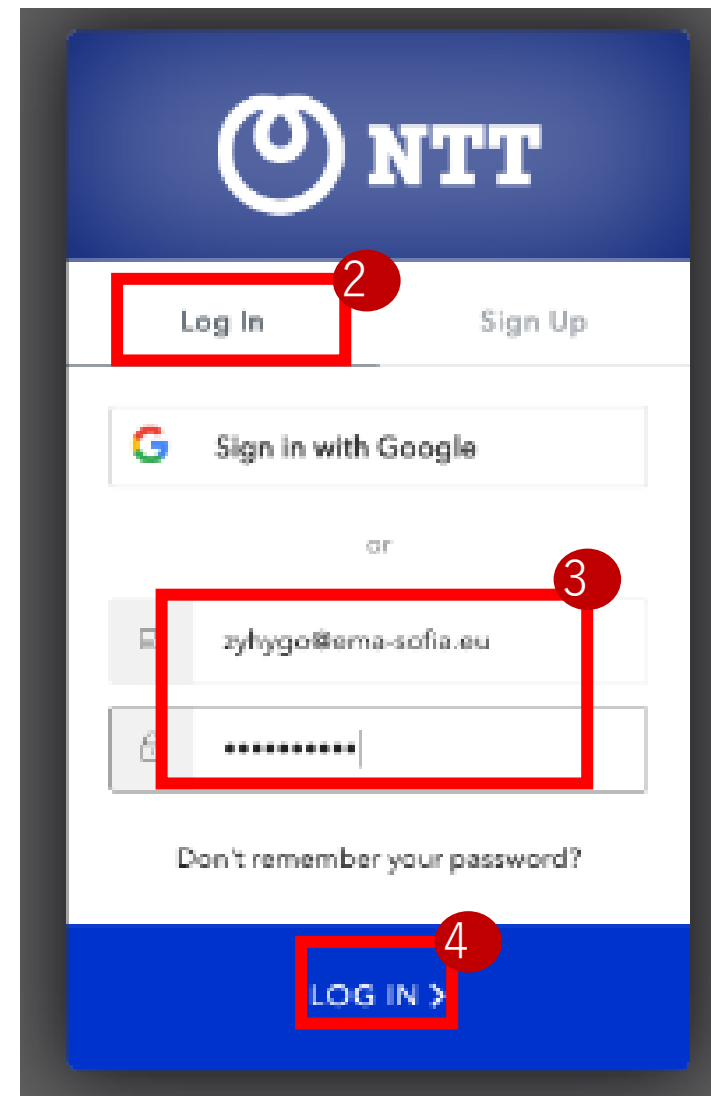 NTT
2
Log In
Sign Up
Sign in with Google
or
3
zyhygo@ema-sofia.eu
••••••••••
Don't remember your password?
4
LOG IN >